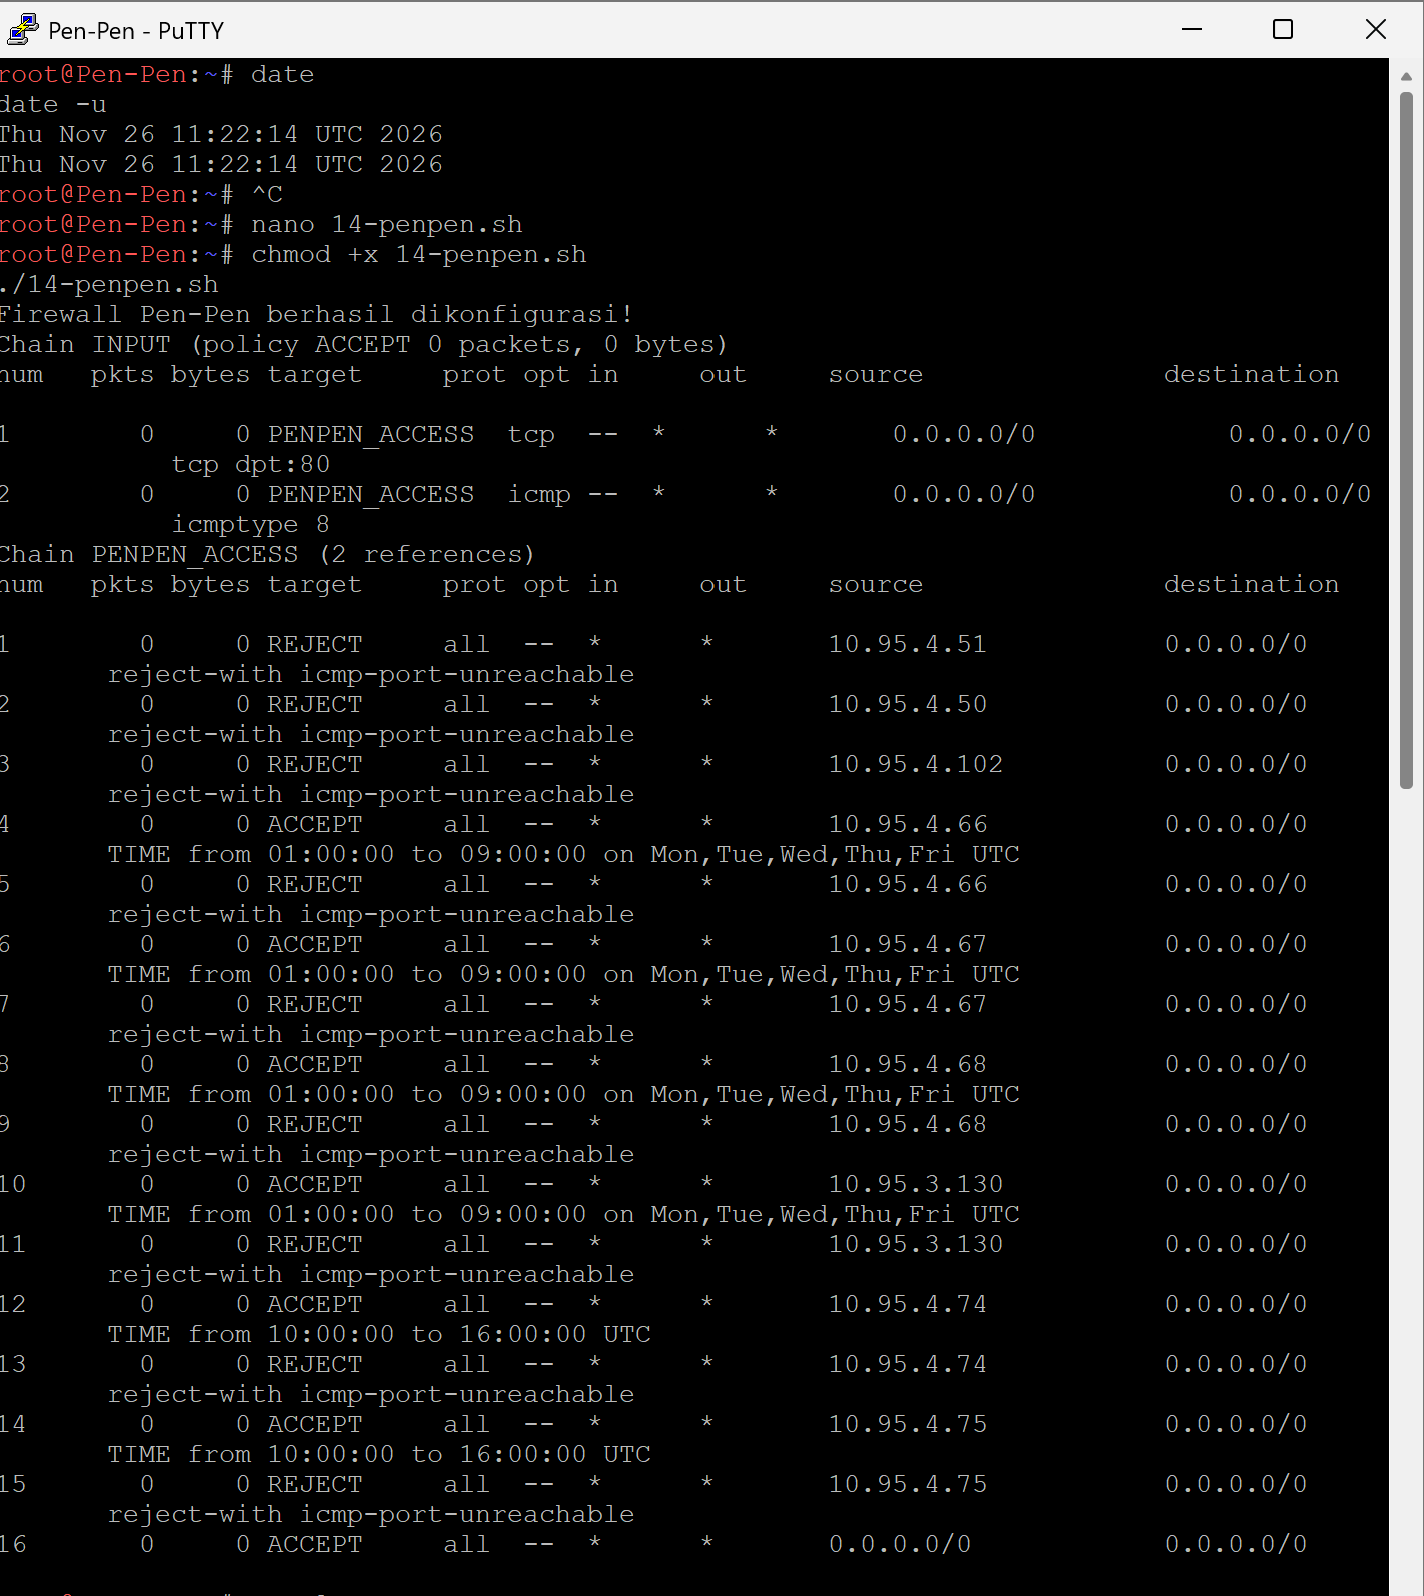 Pen-Pen - PuTTY
root@Pen-Pen:~# date
date -u
Thu Nov 26 11:22:14 UTC 2026
Thu Nov 26 11:22:14 UTC 2026
root@Pen-Pen:~# ^C
root@Pen-Pen:~# nano 14-penpen.sh
root@Pen-Pen:~# chmod +x 14-penpen.sh
./14-penpen.sh
Firewall Pen-Pen berhasil dikonfigurasi!
Chain INPUT (policy ACCEPT 0 packets, 0 bytes)
num   pkts bytes target     prot opt in     out     source               destination
1        0     0 PENPEN_ACCESS  tcp  --  *      *       0.0.0.0/0            0.0.0.0/0
tcp dpt:80
2        0     0 PENPEN_ACCESS  icmp --  *      *       0.0.0.0/0            0.0.0.0/0
icmptype 8
Chain PENPEN_ACCESS (2 references)
num   pkts bytes target     prot opt in     out     source               destination
1        0     0 REJECT     all  --  *      *       10.95.4.51           0.0.0.0/0
reject-with icmp-port-unreachable
2        0     0 REJECT     all  --  *      *       10.95.4.50           0.0.0.0/0
reject-with icmp-port-unreachable
3        0     0 REJECT     all  --  *      *       10.95.4.102          0.0.0.0/0
reject-with icmp-port-unreachable
4        0     0 ACCEPT     all  --  *      *       10.95.4.66           0.0.0.0/0
TIME from 01:00:00 to 09:00:00 on Mon,Tue,Wed,Thu,Fri UTC
5        0     0 REJECT     all  --  *      *       10.95.4.66           0.0.0.0/0
reject-with icmp-port-unreachable
6        0     0 ACCEPT     all  --  *      *       10.95.4.67           0.0.0.0/0
TIME from 01:00:00 to 09:00:00 on Mon,Tue,Wed,Thu,Fri UTC
7        0     0 REJECT     all  --  *      *       10.95.4.67           0.0.0.0/0
reject-with icmp-port-unreachable
8        0     0 ACCEPT     all  --  *      *       10.95.4.68           0.0.0.0/0
TIME from 01:00:00 to 09:00:00 on Mon,Tue,Wed,Thu,Fri UTC
9        0     0 REJECT     all  --  *      *       10.95.4.68           0.0.0.0/0
reject-with icmp-port-unreachable
10       0     0 ACCEPT     all  --  *      *       10.95.3.130          0.0.0.0/0
TIME from 01:00:00 to 09:00:00 on Mon,Tue,Wed,Thu,Fri UTC
11       0     0 REJECT     all  --  *      *       10.95.3.130          0.0.0.0/0
reject-with icmp-port-unreachable
12       0     0 ACCEPT     all  --  *      *       10.95.4.74           0.0.0.0/0
TIME from 10:00:00 to 16:00:00 UTC
13       0     0 REJECT     all  --  *      *       10.95.4.74           0.0.0.0/0
reject-with icmp-port-unreachable
14       0     0 ACCEPT     all  --  *      *       10.95.4.75           0.0.0.0/0
TIME from 10:00:00 to 16:00:00 UTC
15       0     0 REJECT     all  --  *      *       10.95.4.75           0.0.0.0/0
reject-with icmp-port-unreachable
16       0     0 ACCEPT     all  --  *      *       0.0.0.0/0            0.0.0.0/0